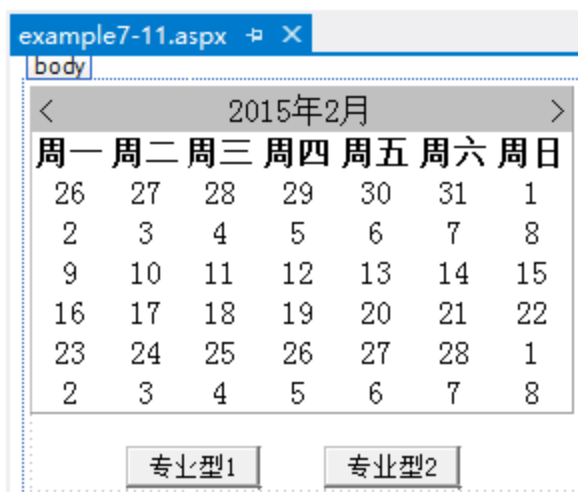 example7-11.aspx
body
< 2015年2月 >
周一 周二 周三 周四 周五 周六 周日
26 27 28 29 30 31 1
2 3 4 5 6 7 8
9 10 11 12 13 14 15
16 17 18 19 20 21 22
23 24 25 26 27 28 1
2 3 4 5 6 7 8
专业型1 专业型2